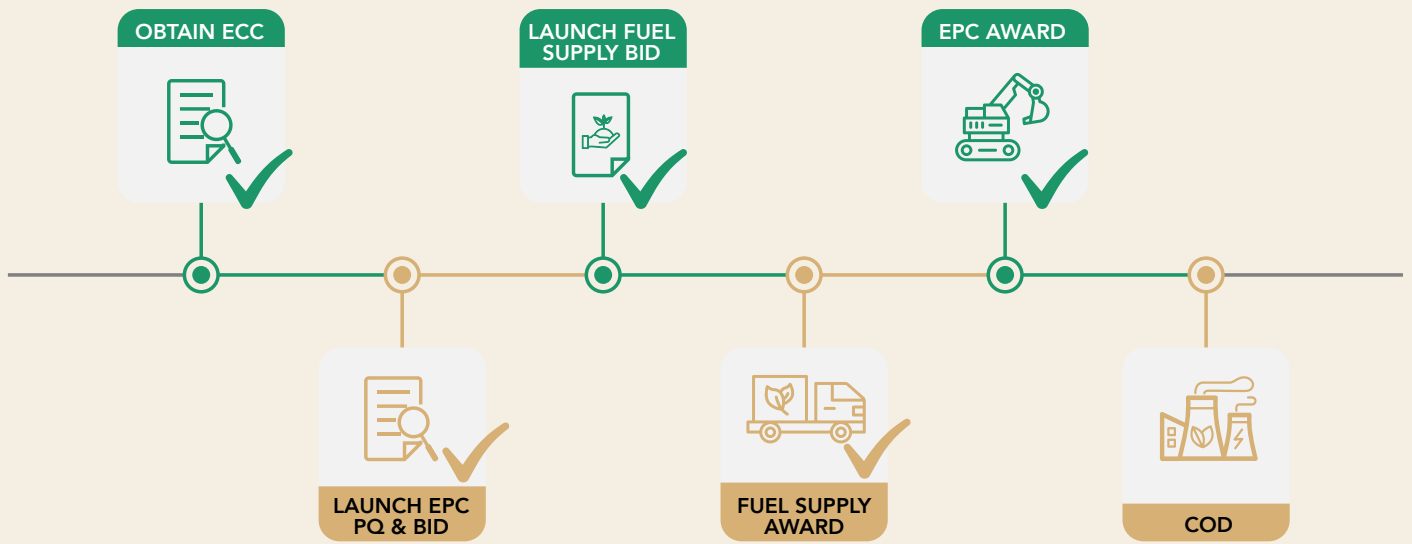 OBTAIN ECC
LAUNCH FUEL
SUPPLY BID
EPC AWARD
LAUNCH EPC
PQ & BID
FUEL SUPPLY
AWARD
COD